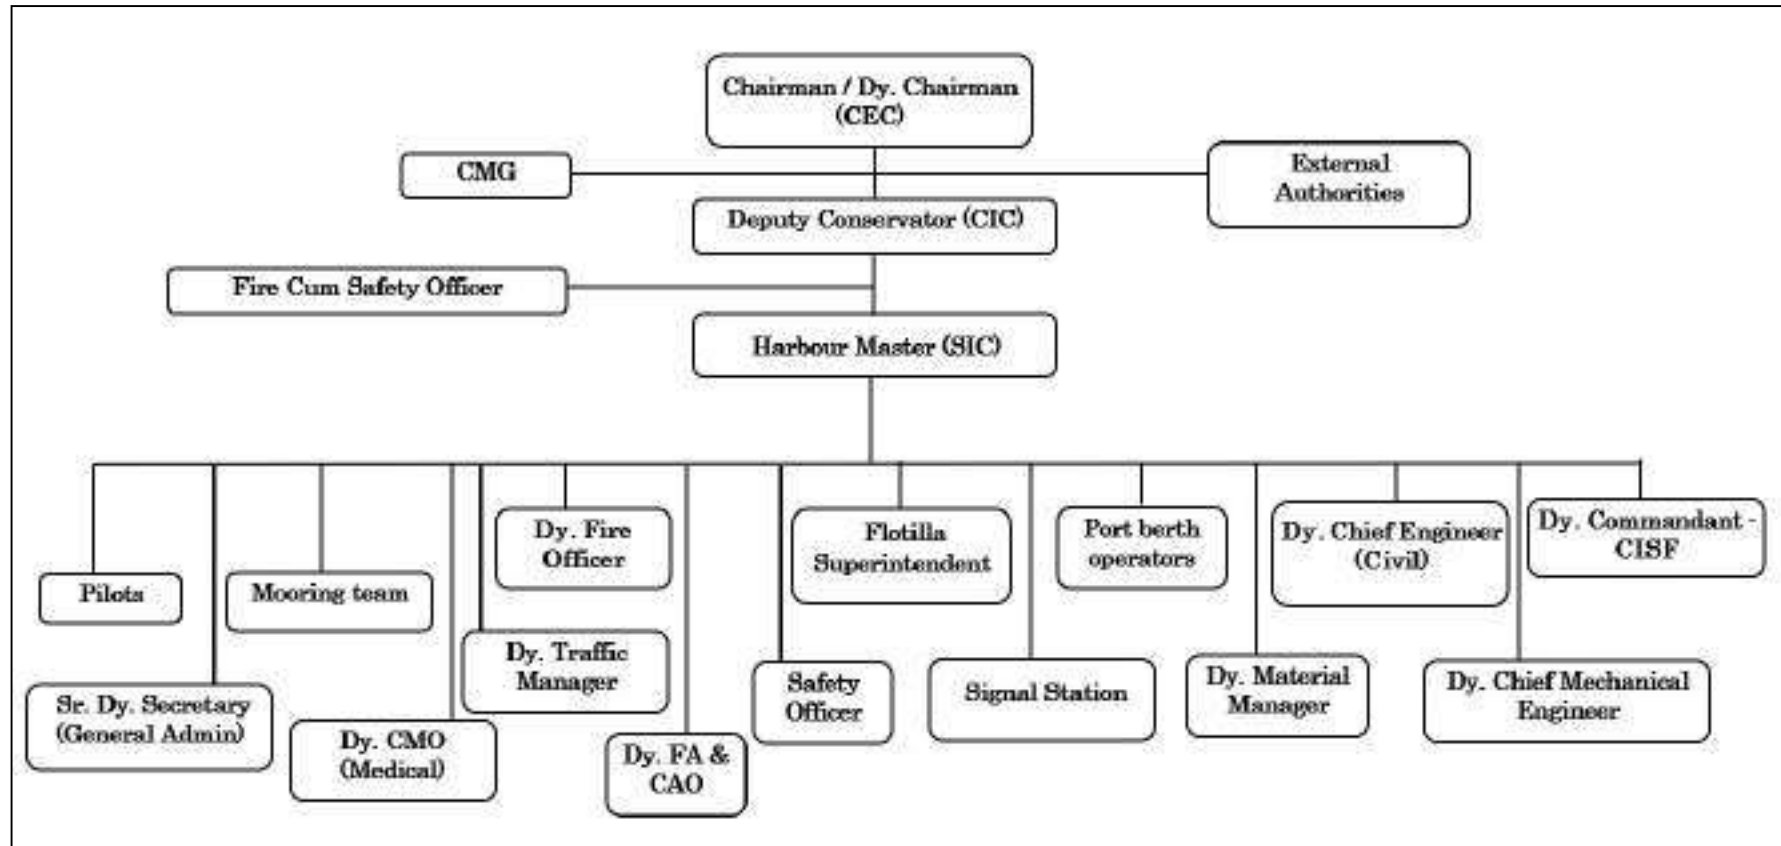 Chairman / Dy. Chairman
(CEC)
CMG
External
Authorities
Deputy Conservator (CIC)
Fire Cum Safety Officer
Harbour Master (SIC)
Pilots
Sr. Dy. Secretary
(General Admin)
Mooring team
Dy. CMO
(Medical)
Dy. Traffic
Manager
Dy. Fire
Officer
Dy. FA &
CAO
Safety
Officer
Flotilla
Superintendent
Signal Station
Port berth
operators
Dy. Material
Manager
Dy. Chief Engineer
(Civil)
Dy. Chief Mechanical
Engineer
Dy. Commandant -
CISF